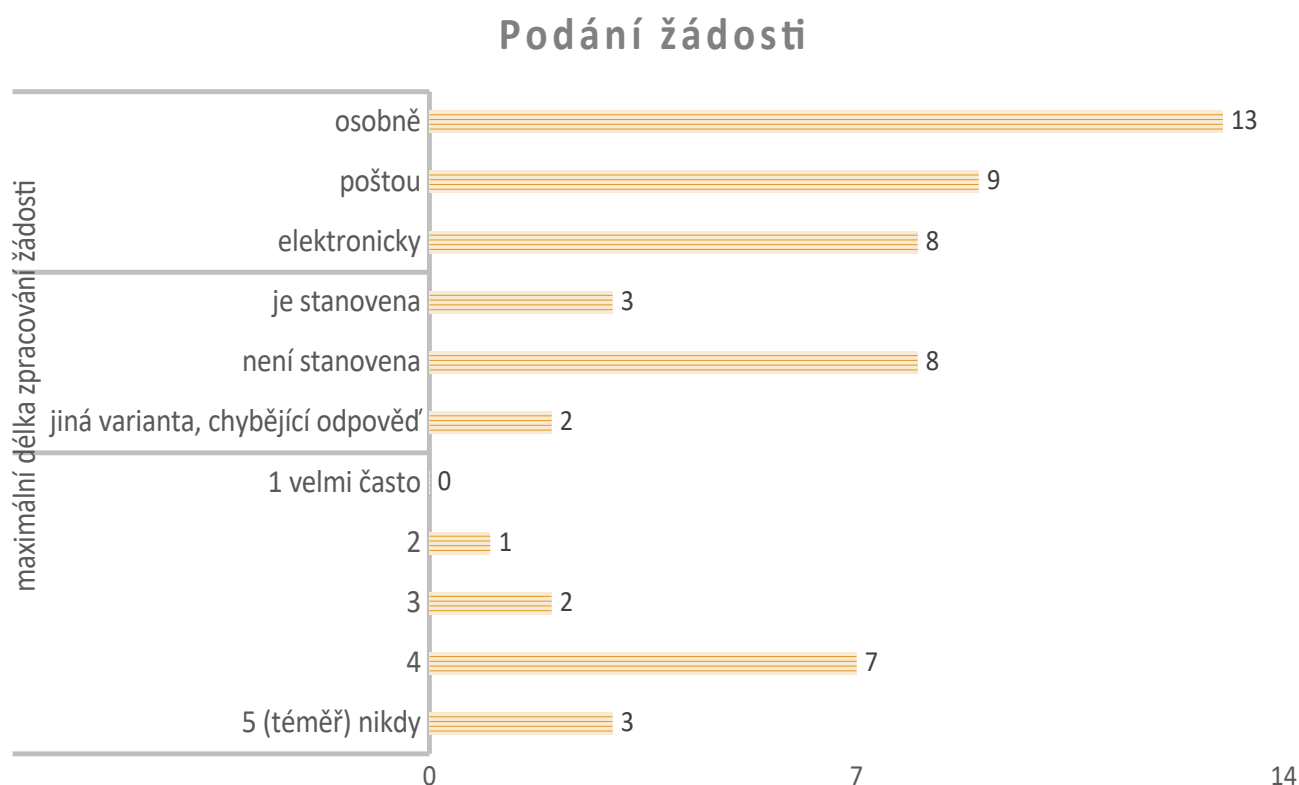 Podání žádosti
maximální délka zpracování žádosti
osobně 13
poštou 9
elektronicky 8
je stanovena 3
není stanovena 8
jiná varianta, chybějící odpověď 2
1 velmi často 0
2 1
3 2
4 7
5 (téměř) nikdy 3
0 7 14